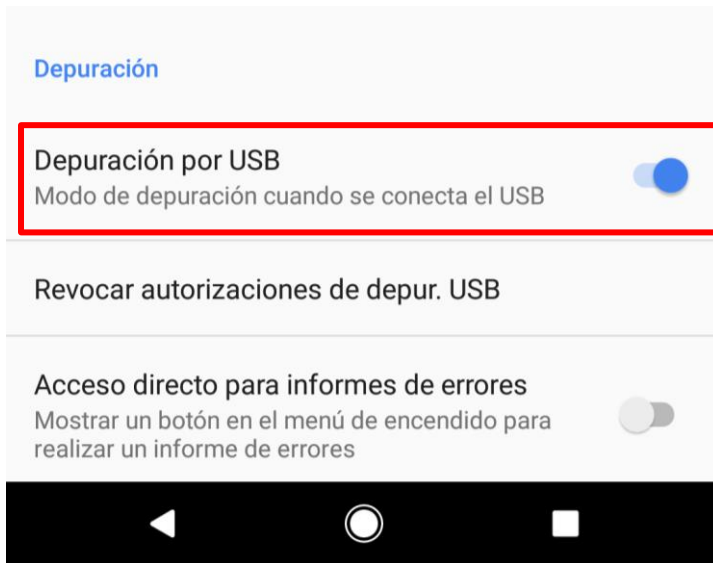 Depuración
Depuración por USB
Modo de depuración cuando se conecta el USB
Revocar autorizaciones de depur. USB
Acceso directo para informes de errores
Mostrar un botón en el menú de encendido para
realizar un informe de errores